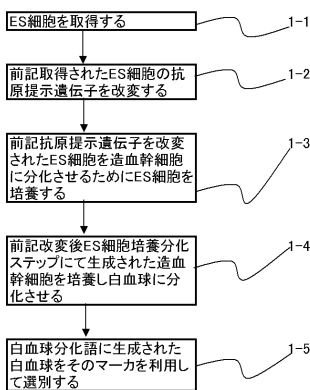 ES細胞を取得する
1-1
前記取得されたES細胞の抗
原提示遺伝子を改変する
1-2
前記抗原提示遺伝子を改変
されたES細胞を造血幹細胞
に分化させるためにES細胞を
培養する
1-3
前記改変後ES細胞培養分化
ステップにて生成された造血
幹細胞を培養し白血球に分
化させる
1-4
白血球分化語に生成された
白血球をそのマーカを利用し
て選別する
1-5